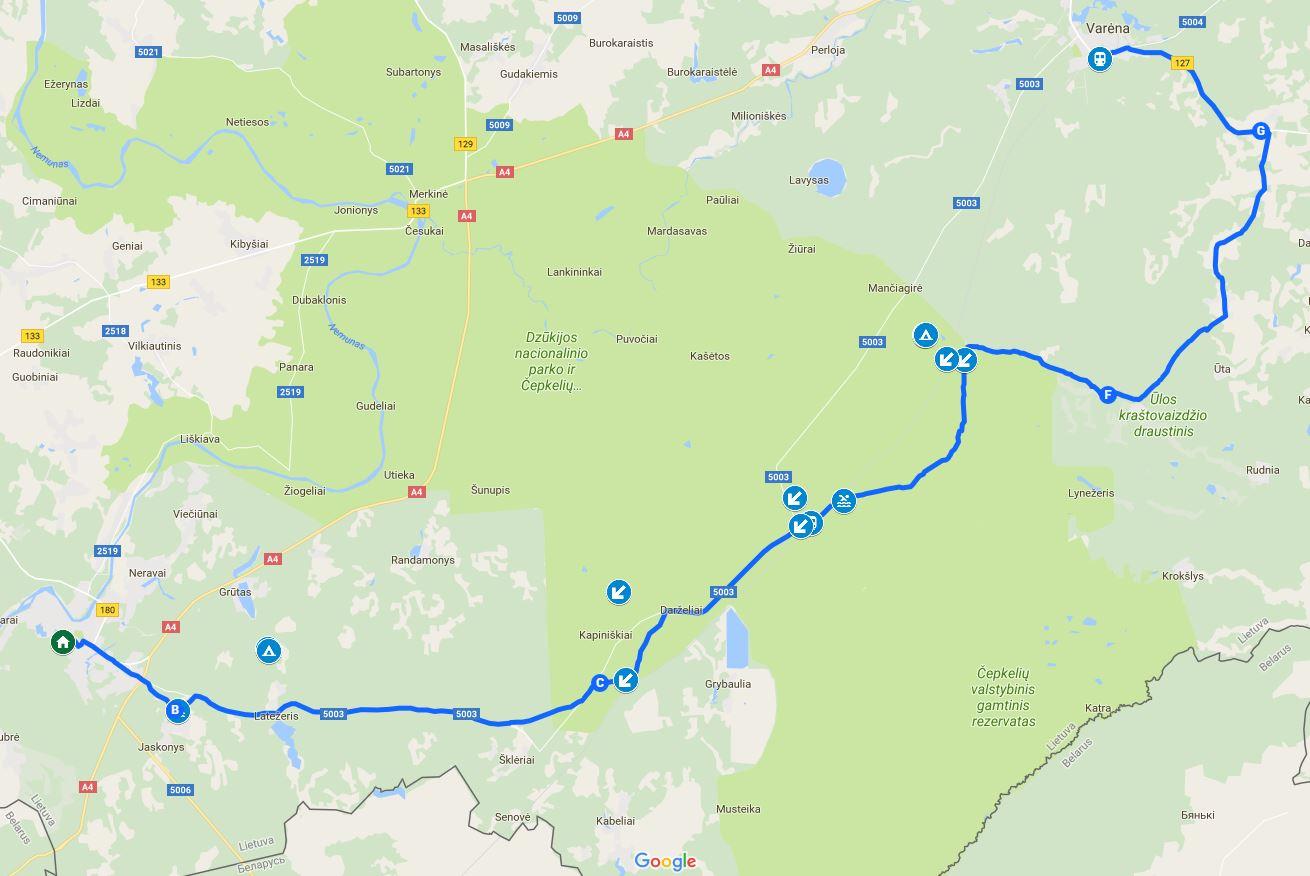 5009
Varėna
5004
Masališkės
Burokaraistis
5021
Perloja
127
Subartonys
Gudakiemis
Burokaraistėlė
A4
5003
Ežerynas
Lizdai
Milioniškės
Netiesos
5009
A4
G
129
Nemunas
5021
A4
Lavysas
Merkinė
Paūliai
5003
Cimaniūnai
Jonionys
133
A4
Česukai
Mardasavas
Geniai
Kibyšiai
Žiūrai
2519
Lankininkai
133
Mančiagirė
Dubaklonis
Nemunas
133
2518
Vilkiautinis
Dzūkijos
nacionalinio
parko ir
Čepkelių...
Puvočiai
5003
Raudonikiai
Kašėtos
Guobiniai
Panara
Ūta
2519
F
Ūlos
kraštovaizdžio
draustinis
Gudeliai
Liškiava
Utieka
5003
Rudnia
Žiogeliai
A4
Šunupis
Lynežeris
Viečiūnai
2519
A4
Randamonys
Neravai
Krokšlys
Grūtas
5003
180
Darželiai
A4
Kapiniškiai
Lietuva
Belarus
C
Grybaulia
Čepkelių
valstybinis
gamtinis
rezervatas
B
Latežeris
5003
5003
Katra
Jaskonys
Lietuva
Belarus
Šklėriai
A4
5006
Musteika
Lietuva
Belarus
Senovė
Kabeliai
Бянькі
Lietuva
Беларусь
Google